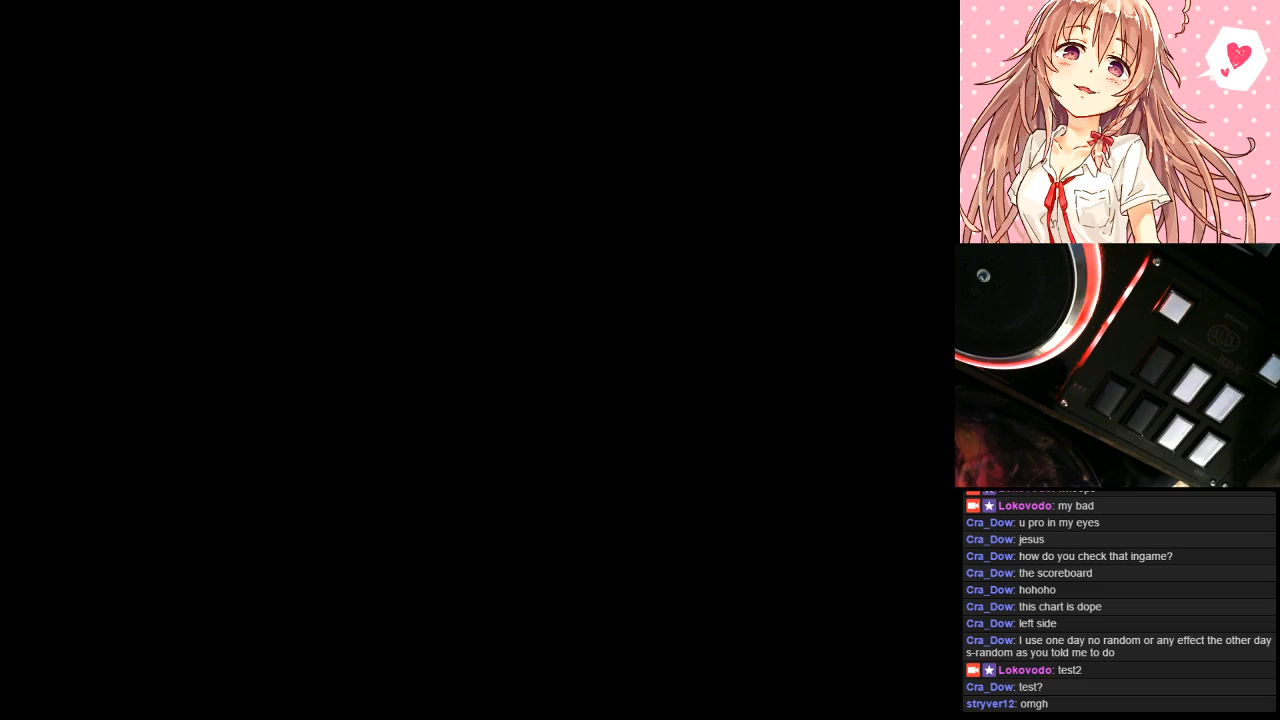 Lokovodo: my bad
Cra_Dow: u pro in my eyes
Cra_Dow: jesus
Cra_Dow: how do you check that ingame?
Cra_Dow: the scoreboard
Cra_Dow: hohoho
Cra_Dow: this chart is dope
Cra_Dow: left side
Cra_Dow: I use one day no random or any effect the other day
s-random as you told me to do
Lokovodo: test2
Cra_Dow: test?
stryver12: omgh